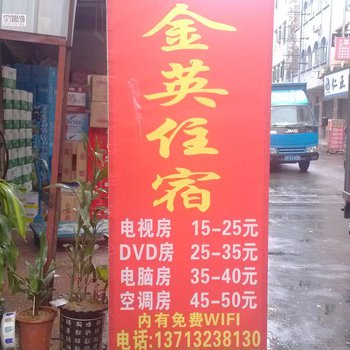 金英住宿
电视房 15-25元
DVD房 25-35元
电脑房 35-40元
空调房 45-50元
内有免费WIFI
电话:13713238130
JMC